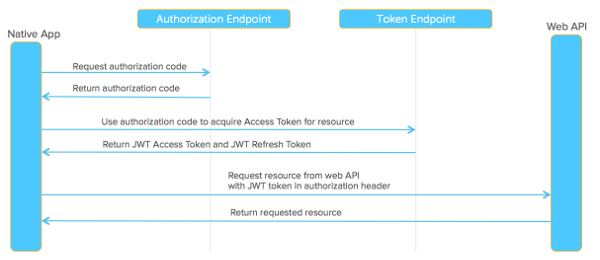 Authorization Endpoint
Token Endpoint
Web API
Native App
Request authorization code
Return authorization code
Use authorization code to acquire Access Token for resource
Return JWT Access Token and JWT Refresh Token
Request resource from web API
with JWT token in authorization header
Return requested resource